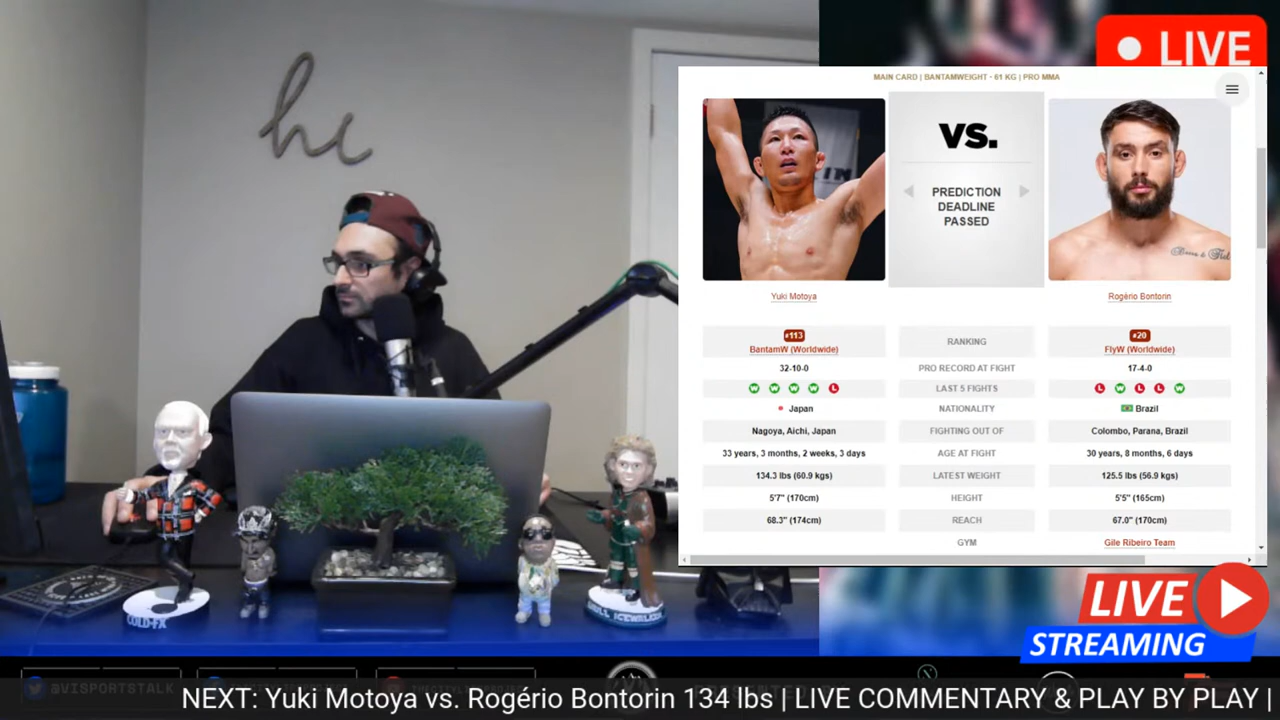 hi
LIVE
MAIN CARD | BANTAMWEIGHT · 61 KG | PRO MMA
VS.
PREDICTION
DEADLINE
PASSED
Yuki Motoya
Rogério Bontorin
#113
RANKING
#20
BantamW (Worldwide)
FlyW (Worldwide)
32-10-0
PRO RECORD AT FIGHT
17-4-0
W W W W L
LAST 5 FIGHTS
L W L L W
Japan
NATIONALITY
Brazil
Nagoya, Aichi, Japan
FIGHTING OUT OF
Colombo, Parana, Brazil
33 years, 3 months, 2 weeks, 3 days
AGE AT FIGHT
30 years, 8 months, 6 days
134.3 lbs (60.9 kgs)
LATEST WEIGHT
125.5 lbs (56.9 kgs)
5'7" (170cm)
HEIGHT
5'5" (165cm)
68.3" (174cm)
REACH
67.0" (170cm)
GYM
Gile Ribeiro Team
COLD-FX
LIVE
STREAMING
@VISPORTSTALK
NEXT: Yuki Motoya vs. Rogério Bontorin 134 lbs | LIVE COMMENTARY & PLAY BY PLAY |